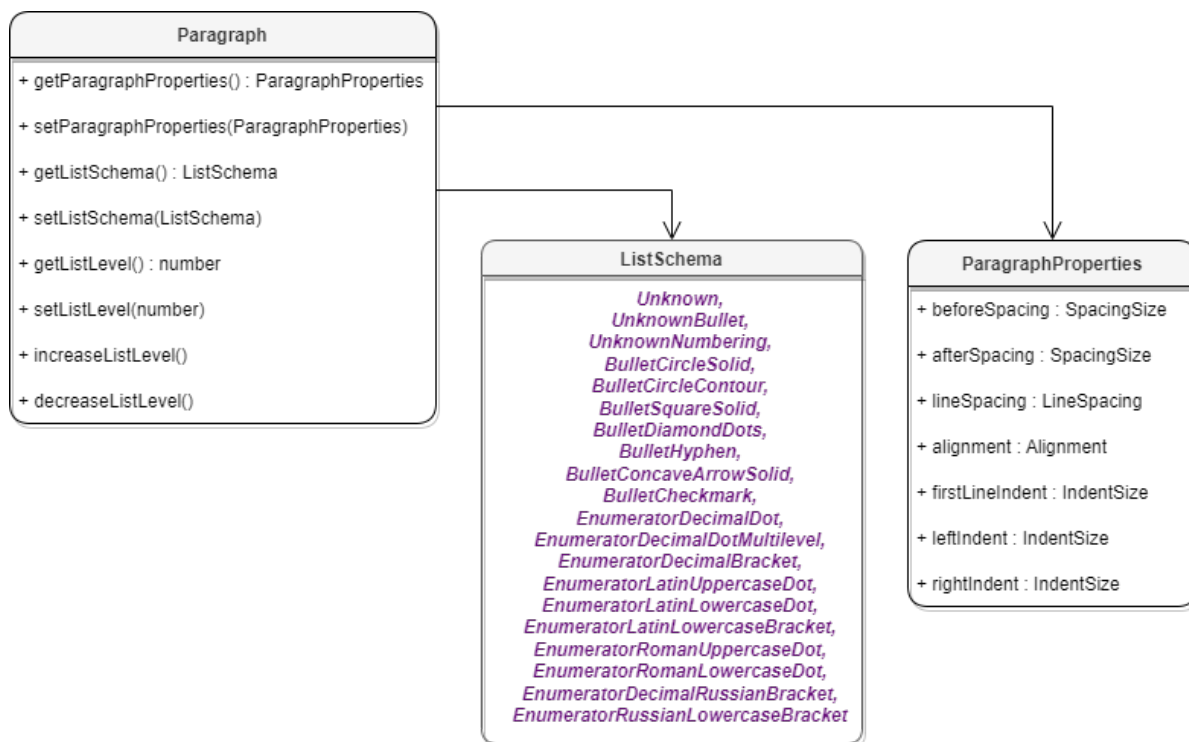 Paragraph
+ getParagraphProperties() : ParagraphProperties
+ setParagraphProperties(ParagraphProperties)
+ getListSchema() : ListSchema
+ setListSchema(ListSchema)
+ getListLevel() : number
+ setListLevel(number)
+ increaseListLevel()
+ decreaseListLevel()
ListSchema
Unknown,
UnknownBullet,
UnknownNumbering,
BulletCircleSolid,
BulletCircleContour,
BulletSquareSolid,
BulletDiamondDots,
BulletHyphen,
BulletConcaveArrowSolid,
BulletCheckmark,
EnumeratorDecimalDot,
EnumeratorDecimalDotMultilevel,
EnumeratorDecimalBracket,
EnumeratorLatinUppercaseDot,
EnumeratorLatinLowercaseDot,
EnumeratorLatinLowercaseBracket,
EnumeratorRomanUppercaseDot,
EnumeratorRomanLowercaseDot,
EnumeratorDecimalRussianBracket,
EnumeratorRussianLowercaseBracket
ParagraphProperties
+ beforeSpacing : SpacingSize
+ afterSpacing : SpacingSize
+ lineSpacing : LineSpacing
+ alignment : Alignment
+ firstLineIndent : IndentSize
+ leftIndent : IndentSize
+ rightIndent : IndentSize